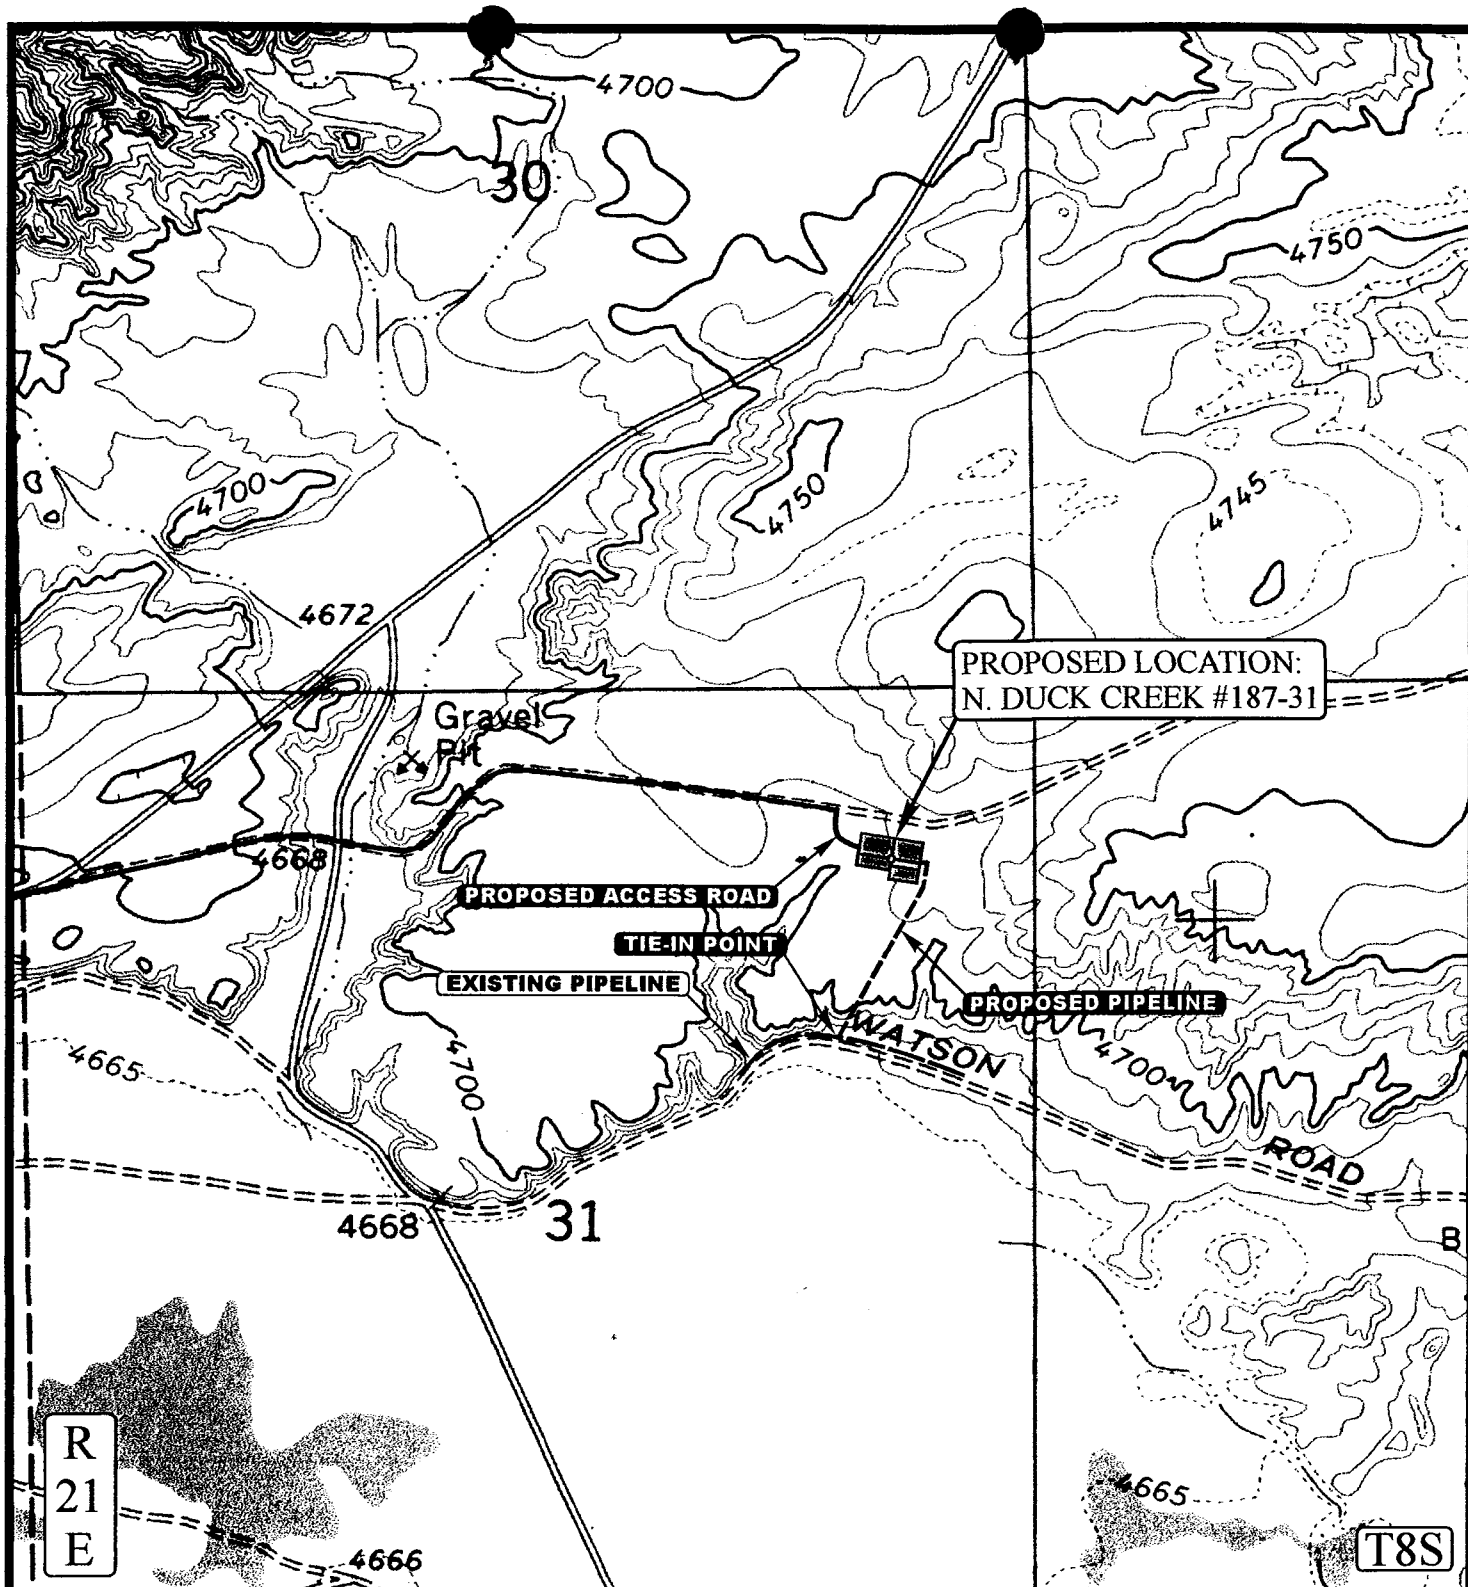 4700
30
4750
4700
4750
4745
4672
PROPOSED LOCATION:
N. DUCK CREEK #187-31
Gravel
Pit
4668
PROPOSED ACCESS ROAD
TIE-IN POINT
EXISTING PIPELINE
PROPOSED PIPELINE
WATSON
4665
4700
4700
ROAD
4668
31
B
R
21
E
4665
4666
T8S